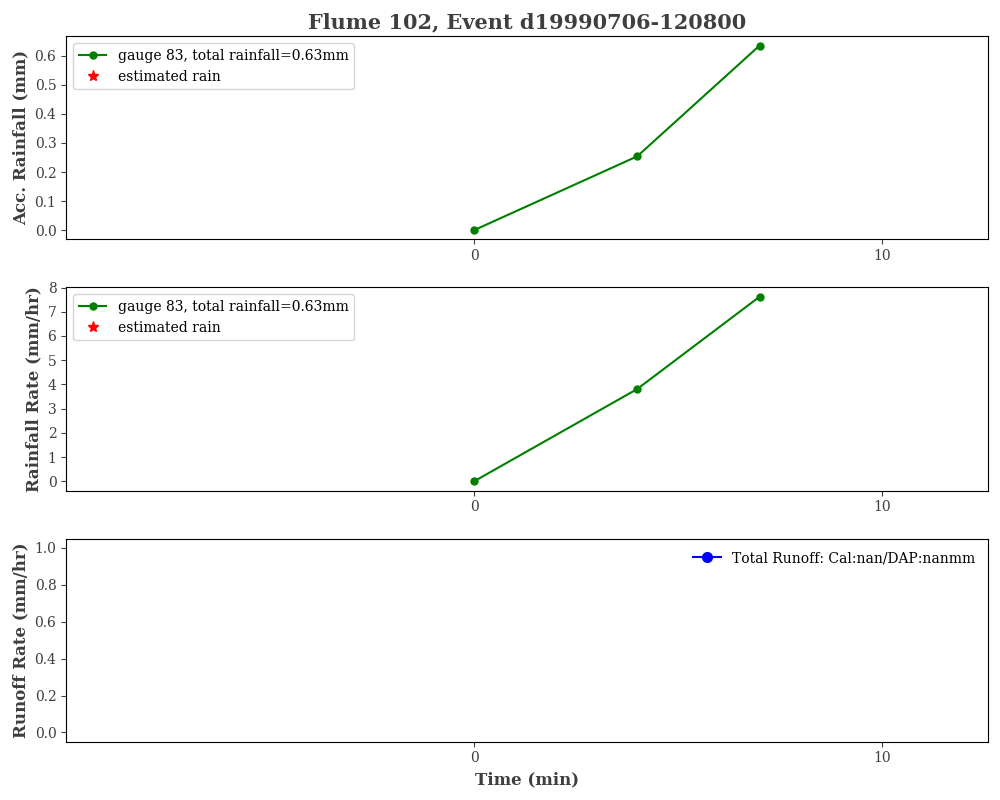 Flume 102, Event d19990706-120800
Acc. Rainfall (mm)
0.6
0.5
0.4
0.3
0.2
0.1
0.0
gauge 83, total rainfall=0.63mm
estimated rain
0
10
Rainfall Rate (mm/hr)
8
7
6
5
4
3
2
1
0
gauge 83, total rainfall=0.63mm
estimated rain
0
10
Runoff Rate (mm/hr)
1.0
0.8
0.6
0.4
0.2
0.0
Total Runoff: Cal:nan/DAP:nanmm
0
10
Time (min)